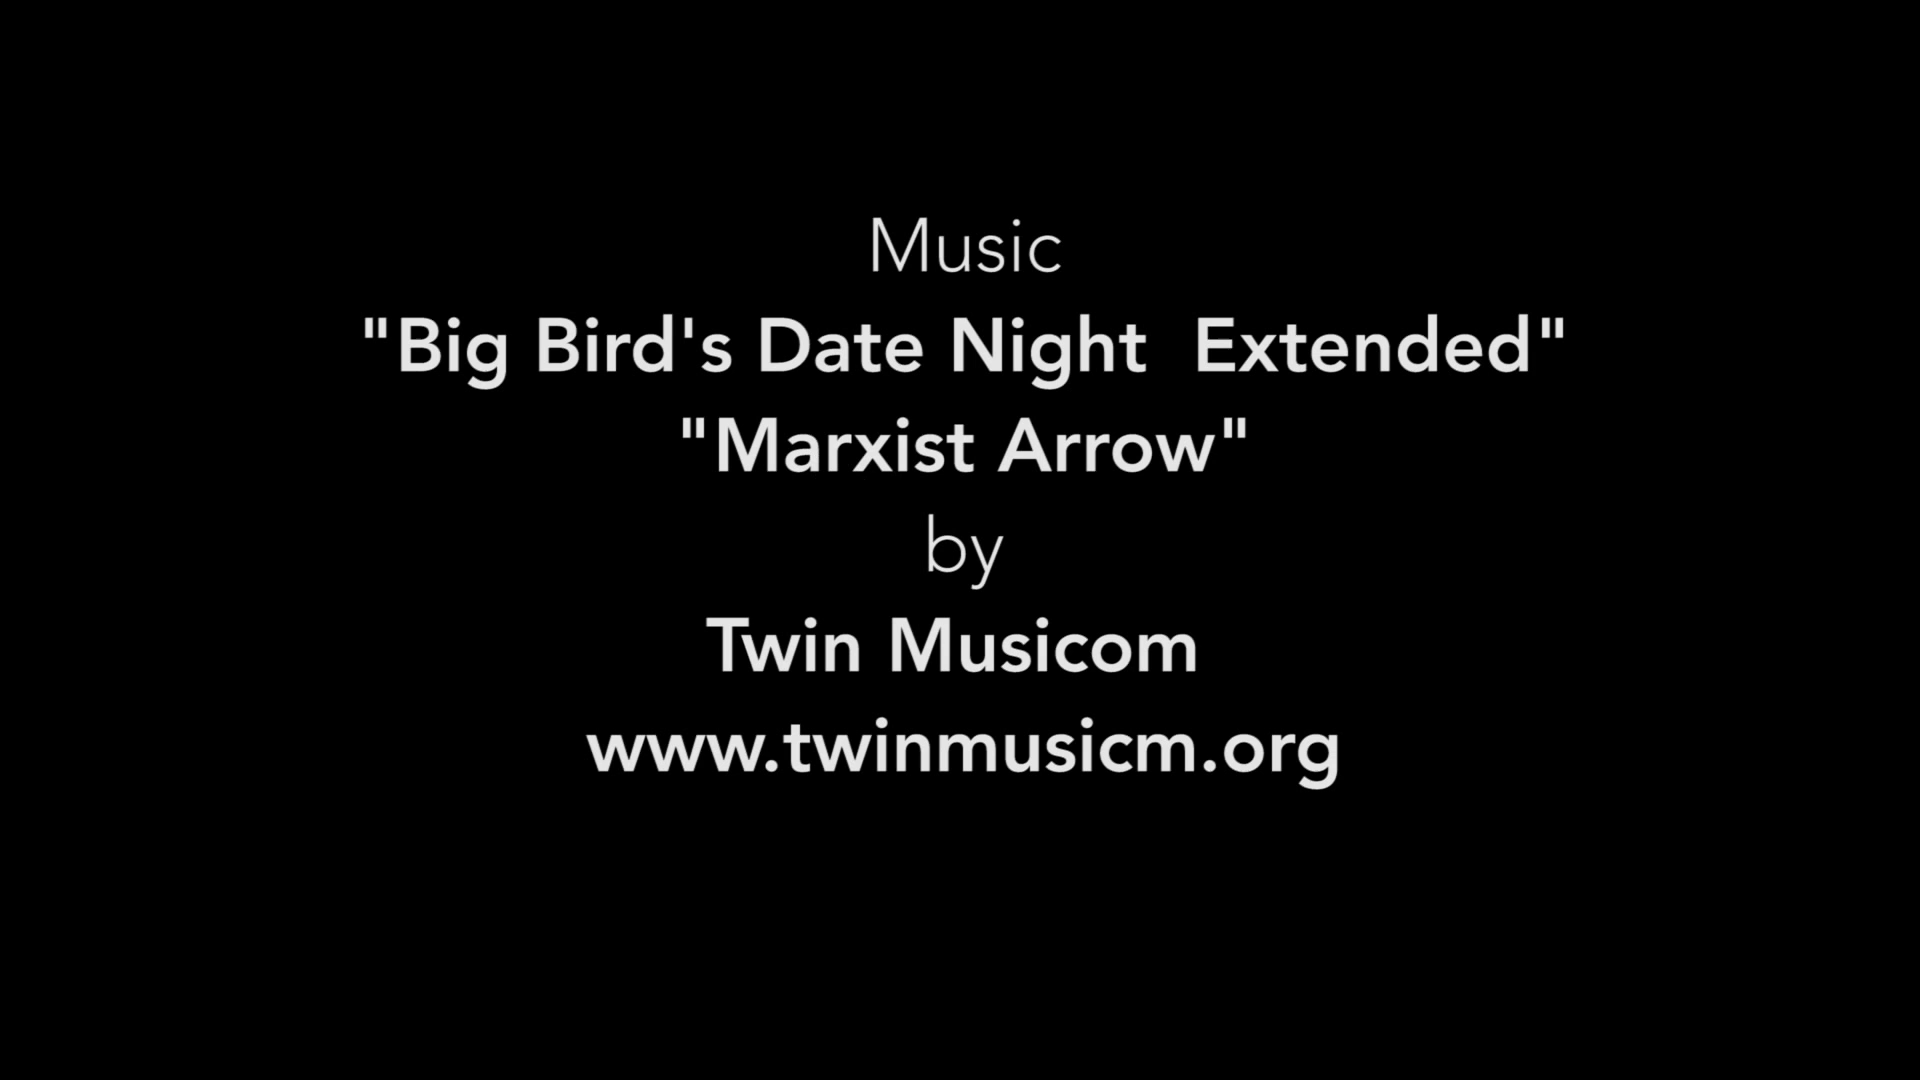 Music
"Big Bird's Date Night  Extended"
"Marxist Arrow"
by
Twin Musicom
www.twinmusicm.org